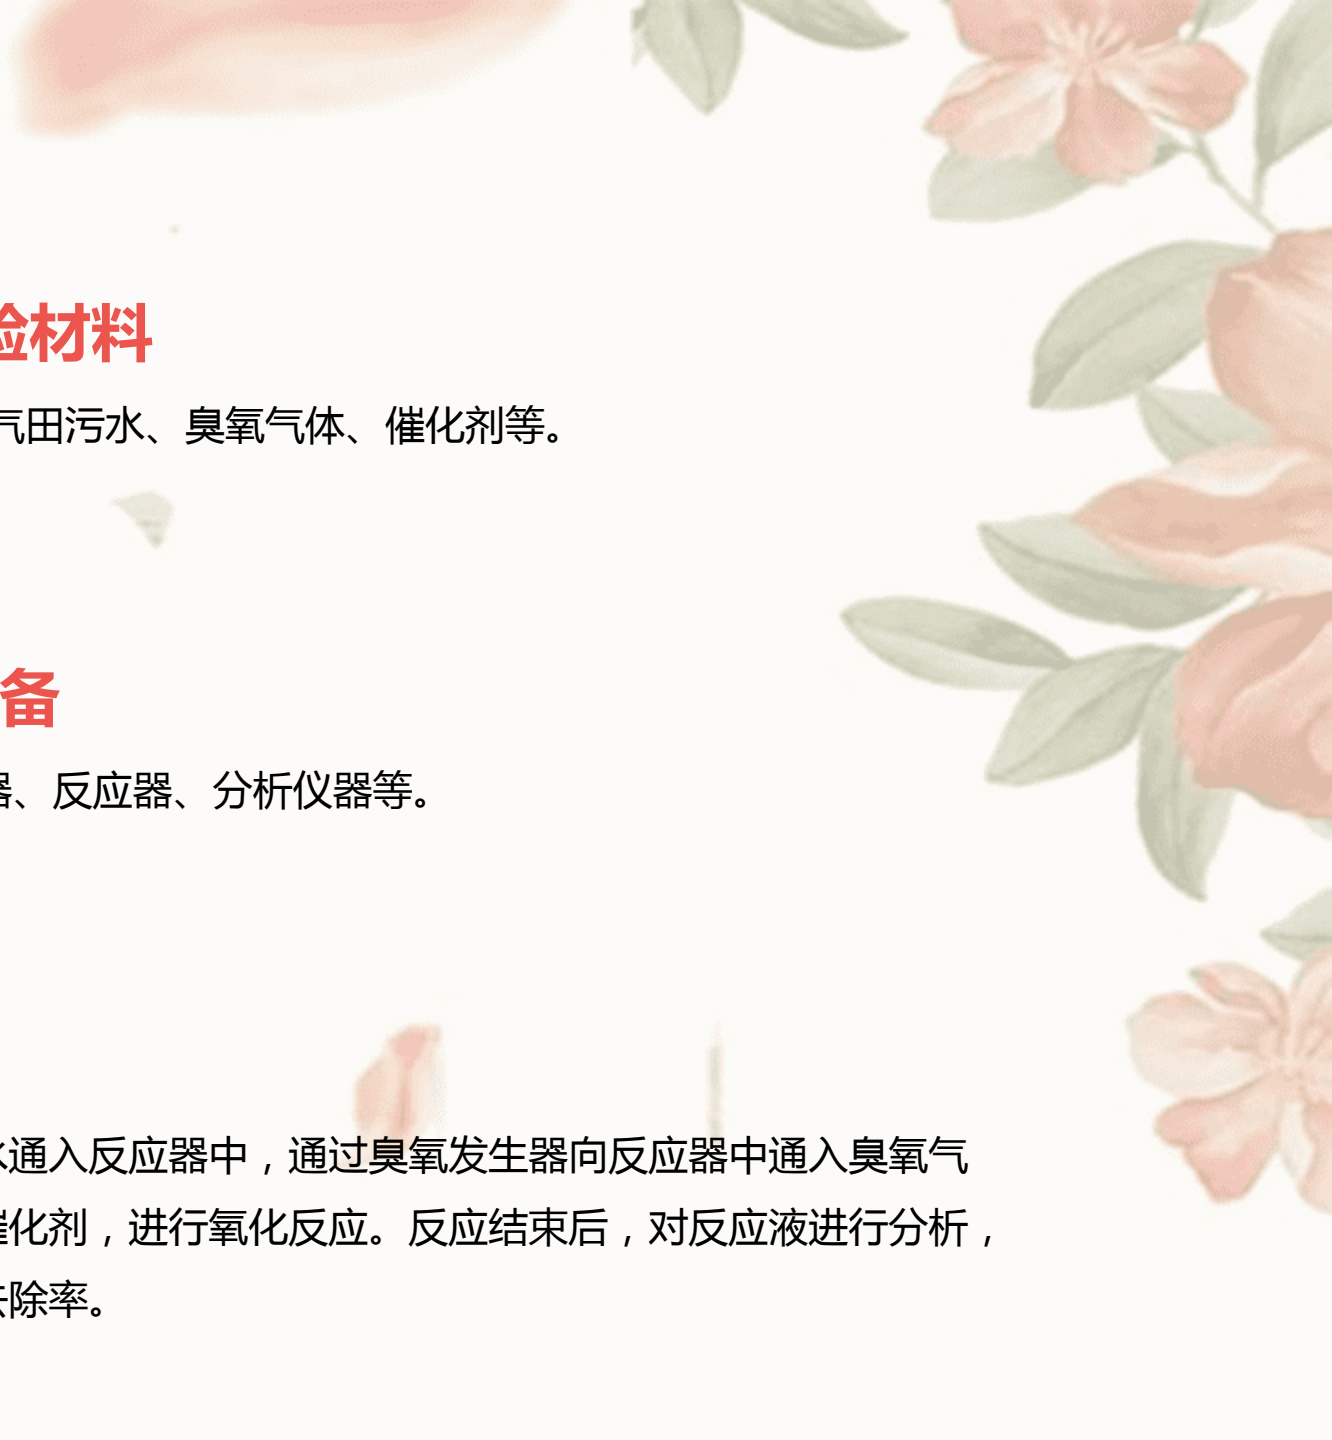 验材料
气田污水、臭氧气体、催化剂等。
备
器、反应器、分析仪器等。
水通入反应器中，通过臭氧发生器向反应器中通入臭氧气
催化剂，进行氧化反应。反应结束后，对反应液进行分析，
去除率。